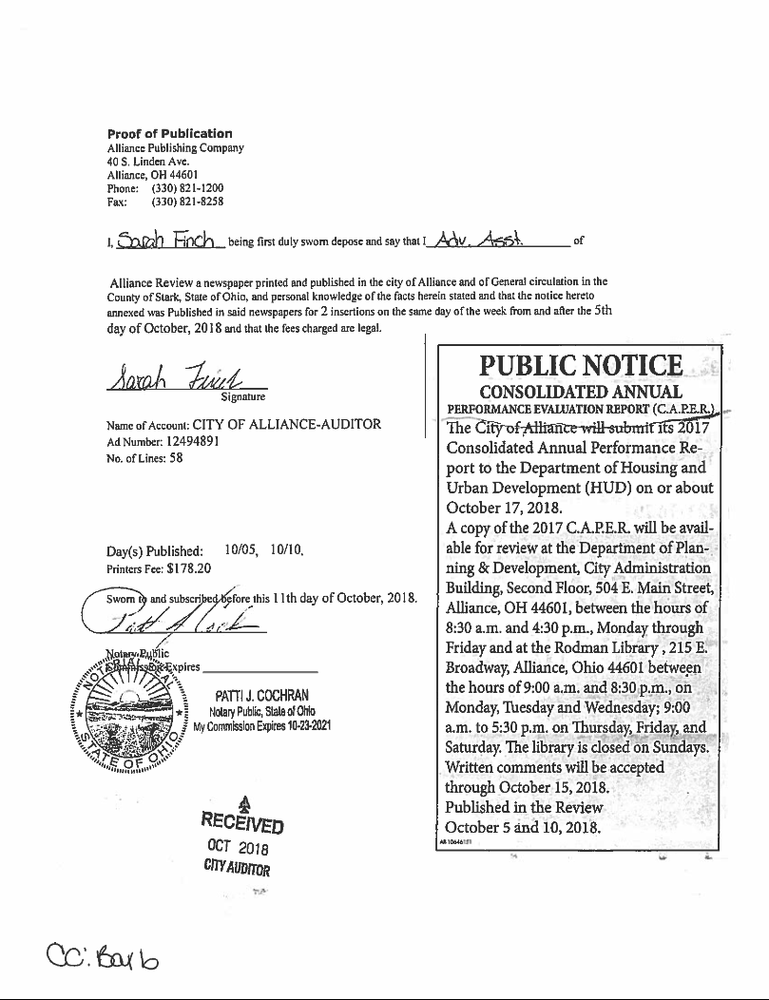 Proof of Publication
Alliance Publishing Company
40 S. Linden Ave.
Alliance, OH 44601
Phone: (330) 821-1200
Fax: (330) 821-8258
I, Sarah Finch being first duly sworn depose and say that I Adv. Asst. of
Alliance Review a newspaper printed and published in the city of Alliance and of General circulation in the
County of Stark, State of Ohio, and personal knowledge of the facts herein stated and that the notice hereto
annexed was Published in said newspapers for 2 insertions on the same day of the week from and after the 5th
day of October, 2018 and that the fees charged are legal.
Sarah Finch
Signature
Name of Account: CITY OF ALLIANCE-AUDITOR
Ad Number: 12494891
No. of Lines: 58
Day(s) Published: 10/05, 10/10,
Printers Fee: $178.20
Sworn to and subscribed before this 11th day of October, 2018.
Notary Public
Expires
NOTARIAL SEAL
STATE OF OHIO
PATTI J. COCHRAN
Notary Public, State of Ohio
My Commission Expires 10-23-2021
RECEIVED
OCT 2018
CITY AUDITOR
CC: Barb
PUBLIC NOTICE
CONSOLIDATED ANNUAL
PERFORMANCE EVALUATION REPORT (C.A.P.E.R.)
The City of Alliance will submit its 2017
Consolidated Annual Performance Re-
port to the Department of Housing and
Urban Development (HUD) on or about
October 17, 2018.
A copy of the 2017 C.A.P.E.R. will be avail-
able for review at the Department of Plan-
ning & Development, City Administration
Building, Second Floor, 504 E. Main Street,
Alliance, OH 44601, between the hours of
8:30 a.m. and 4:30 p.m., Monday through
Friday and at the Rodman Library , 215 E.
Broadway, Alliance, Ohio 44601 between
the hours of 9:00 a.m. and 8:30 p.m., on
Monday, Tuesday and Wednesday; 9:00
a.m. to 5:30 p.m. on Thursday, Friday, and
Saturday. The library is closed on Sundays.
Written comments will be accepted
through October 15, 2018.
Published in the Review
October 5 and 10, 2018.